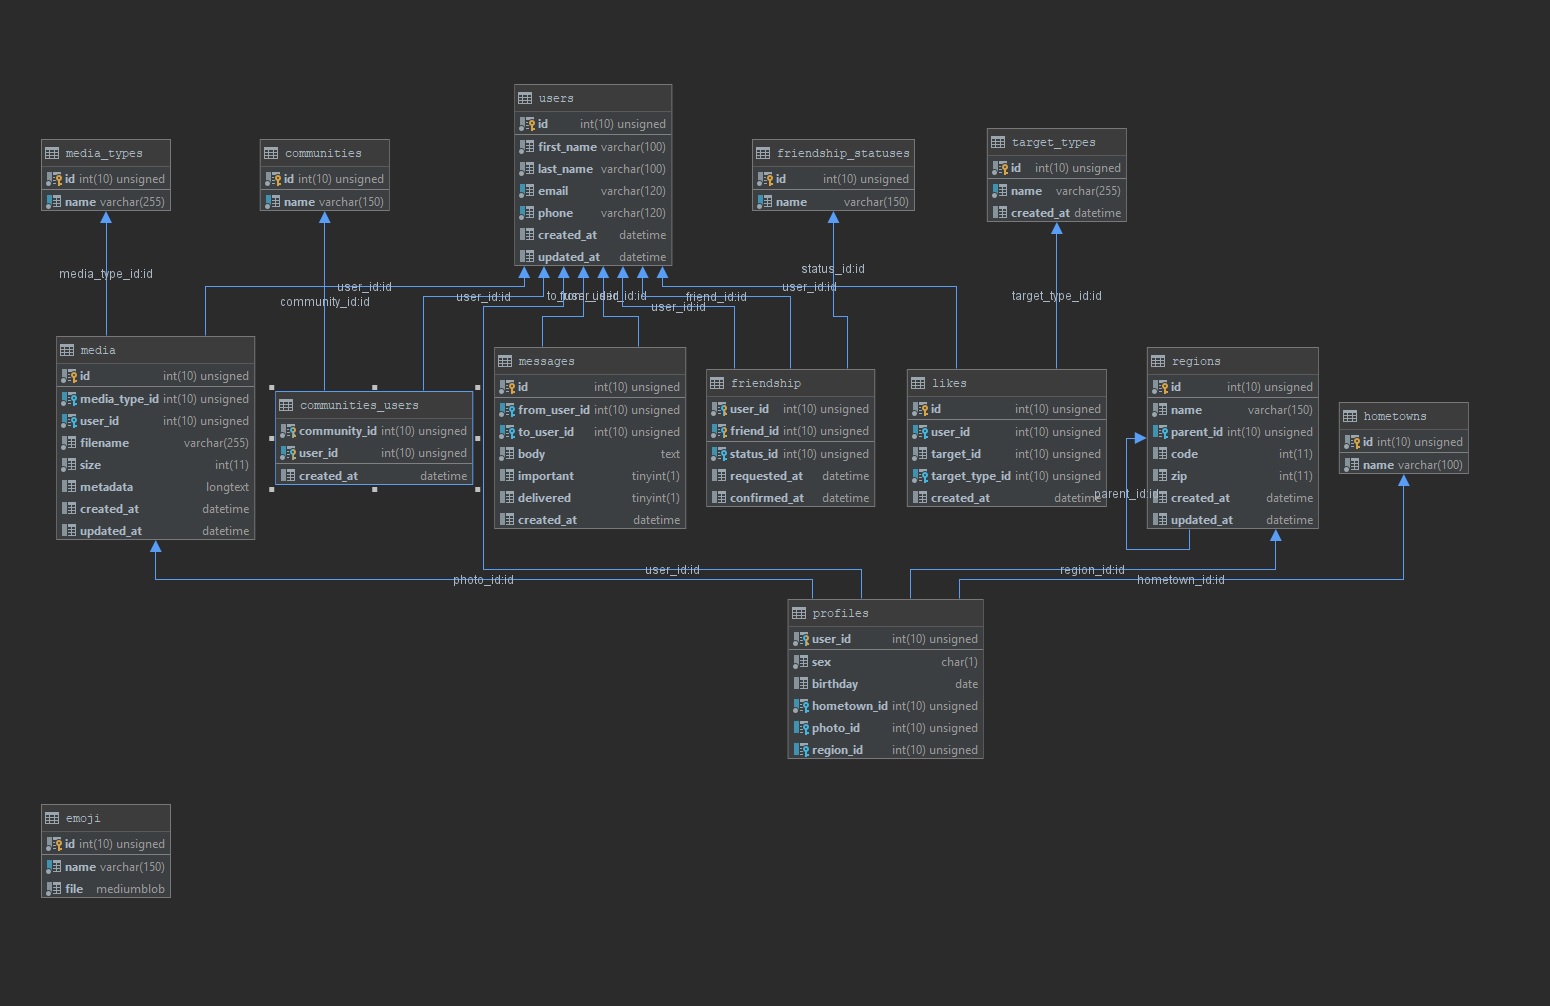 users
id int(10) unsigned
first_name varchar(100)
last_name varchar(100)
email varchar(120)
phone varchar(120)
created_at datetime
updated_at datetime
media_types
id int(10) unsigned
name varchar(255)
communities
id int(10) unsigned
name varchar(150)
friendship_statuses
id int(10) unsigned
name varchar(150)
target_types
id int(10) unsigned
name varchar(255)
created_at datetime
media_type_id:id
user_id:id
community_id:id
user_id:id
friend_id:id
user_id:id
status_id:id
user_id:id
target_type_id:id
media
id int(10) unsigned
media_type_id int(10) unsigned
user_id int(10) unsigned
filename varchar(255)
size int(11)
metadata longtext
created_at datetime
updated_at datetime
communities_users
community_id int(10) unsigned
user_id int(10) unsigned
created_at datetime
messages
id int(10) unsigned
from_user_id int(10) unsigned
to_user_id int(10) unsigned
body text
important tinyint(1)
delivered tinyint(1)
created_at datetime
friendship
user_id int(10) unsigned
friend_id int(10) unsigned
status_id int(10) unsigned
requested_at datetime
confirmed_at datetime
likes
id int(10) unsigned
user_id int(10) unsigned
target_id int(10) unsigned
target_type_id int(10) unsigned
created_at datetime
regions
id int(10) unsigned
name varchar(150)
parent_id int(10) unsigned
code int(11)
zip int(11)
created_at datetime
updated_at datetime
parent_id:id
hometowns
id int(10) unsigned
name varchar(100)
photo_id:id
user_id:id
region_id:id
hometown_id:id
profiles
user_id int(10) unsigned
sex char(1)
birthday date
hometown_id int(10) unsigned
photo_id int(10) unsigned
region_id int(10) unsigned
emoji
id int(10) unsigned
name varchar(150)
file mediumblob